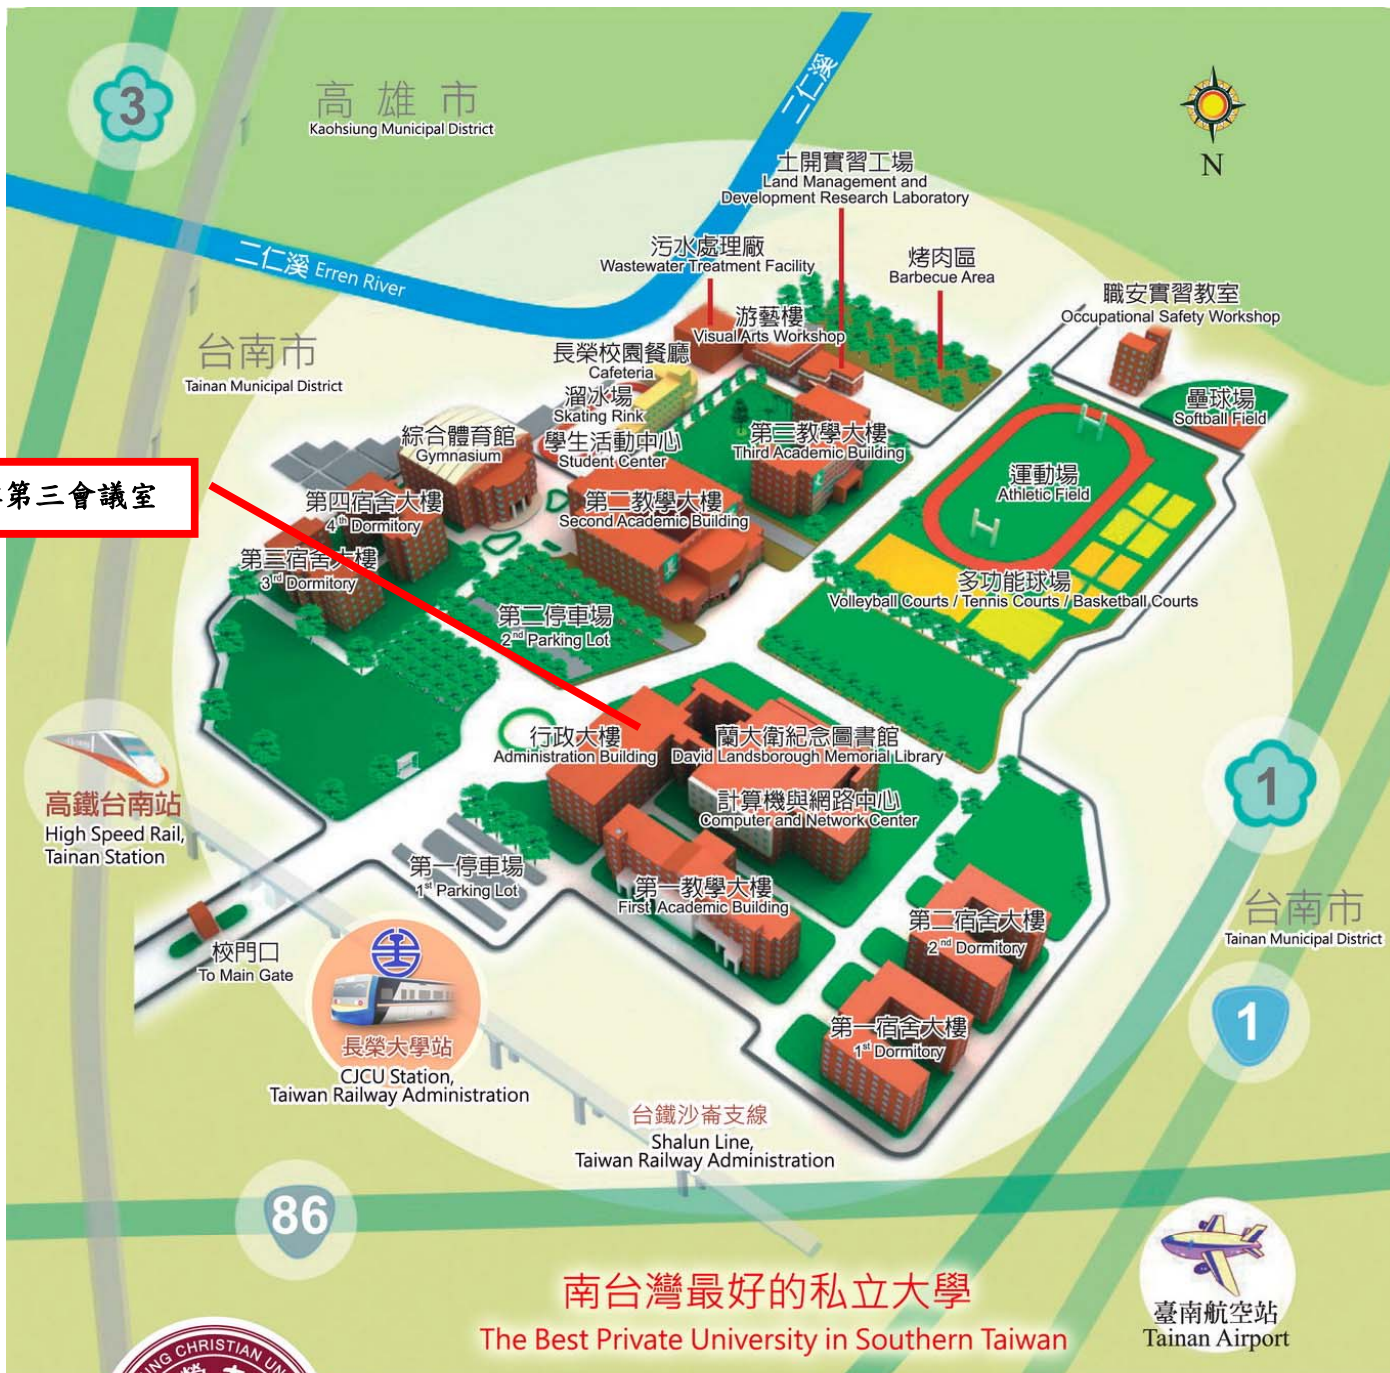 3
高雄市
Kaohsiung Municipal District
二仁溪
N
土開實習工場
Land Management and
Development Research Laboratory
污水處理廠
Wastewater Treatment Facility
烤肉區
Barbecue Area
二仁溪 Erren River
職安實習教室
Occupational Safety Workshop
游藝樓
Visual Arts Workshop
台南市
Tainan Municipal District
長榮校園餐廳
Cafeteria
溜冰場
Skating Rink
壘球場
Softball Field
綜合體育館
Gymnasium
學生活動中心
Student Center
第三教學大樓
Third Academic Building
運動場
Athletic Field
第三會議室
第四宿舍大樓
4th Dormitory
第二教學大樓
Second Academic Building
第三宿舍大樓
3rd Dormitory
多功能球場
Volleyball Courts / Tennis Courts / Basketball Courts
第二停車場
2nd Parking Lot
行政大樓
Administration Building
蘭大衛紀念圖書館
David Landsborough Memorial Library
高鐵台南站
High Speed Rail,
Tainan Station
計算機與網路中心
Computer and Network Center
1
第一停車場
1st Parking Lot
第一教學大樓
First Academic Building
第二宿舍大樓
2nd Dormitory
台南市
Tainan Municipal District
校門口
To Main Gate
長榮大學站
CJCU Station,
Taiwan Railway Administration
第一宿舍大樓
1st Dormitory
1
台鐵沙崙支線
Shalun Line,
Taiwan Railway Administration
86
南台灣最好的私立大學
The Best Private University in Southern Taiwan
臺南航空站
Tainan Airport
CHRISTIAN